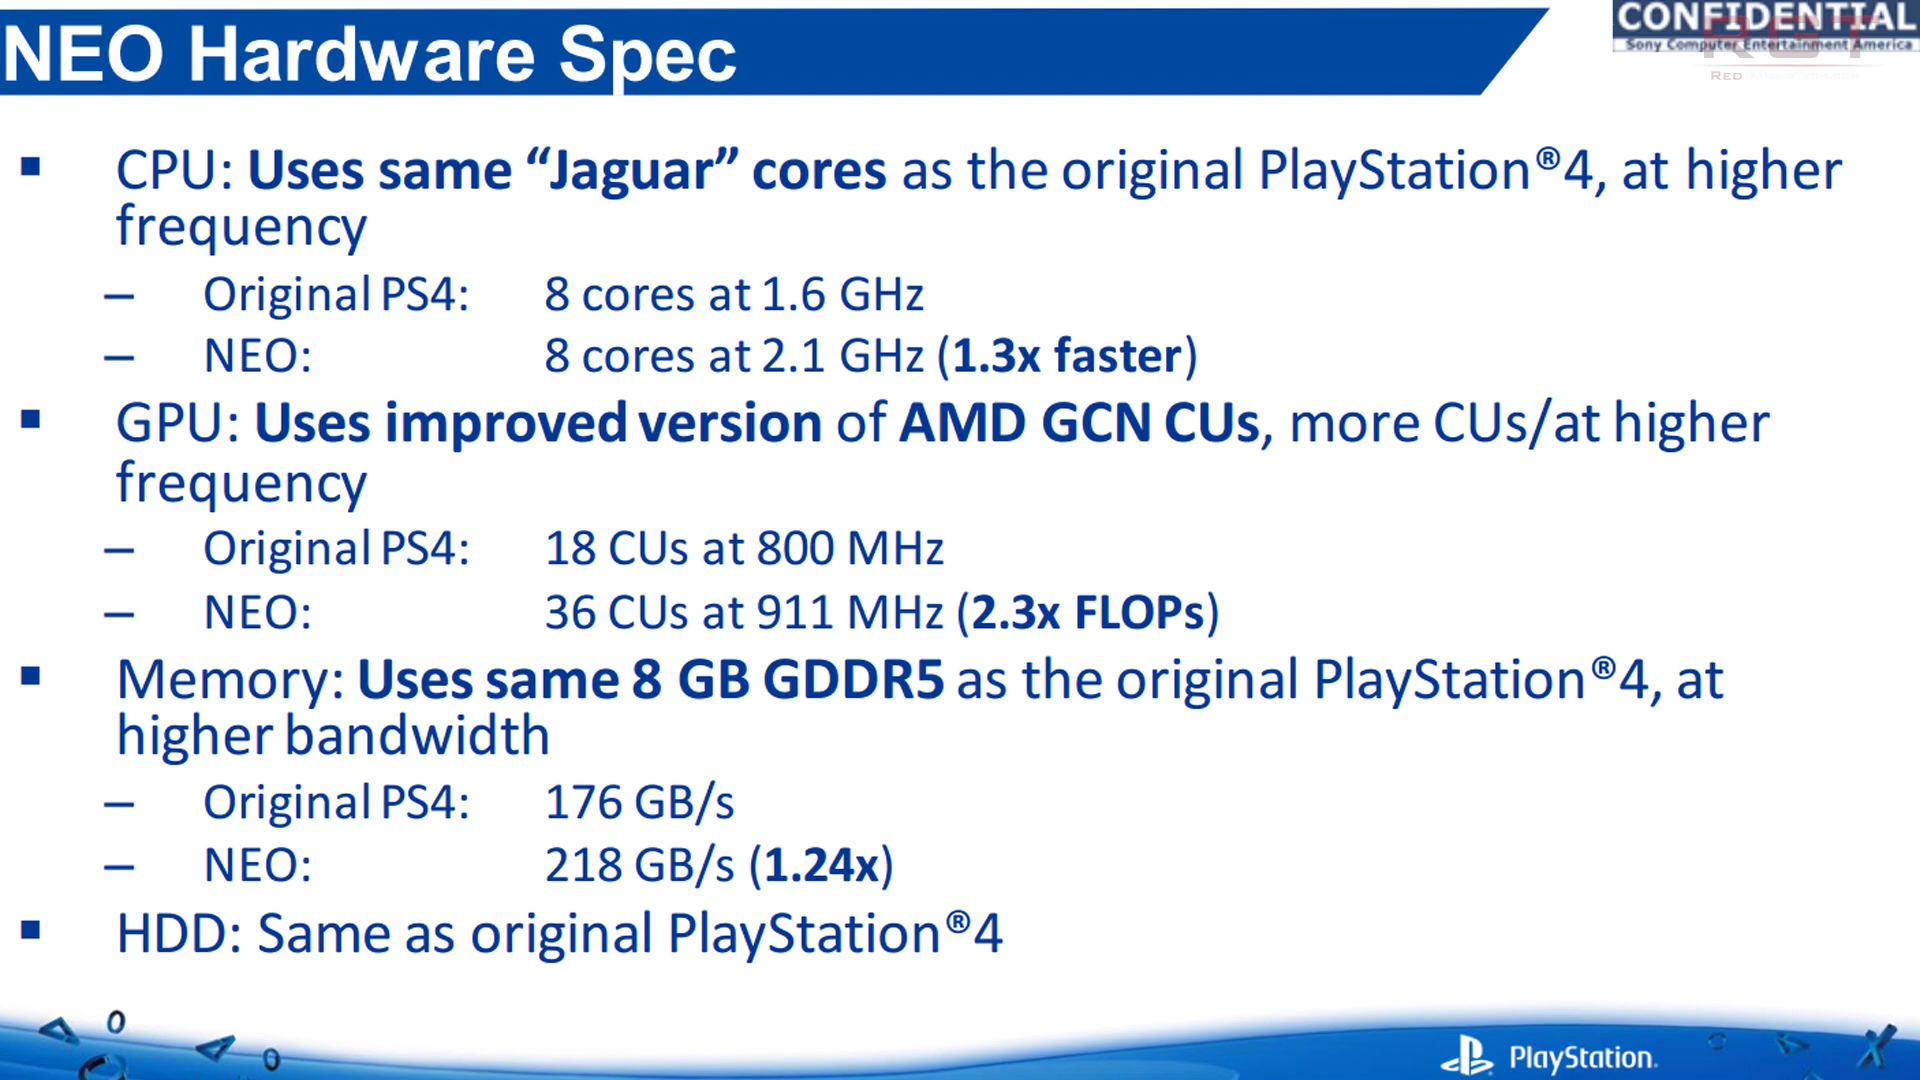 NEO Hardware Spec
CONFIDENTIAL
Sony Computer Entertainment America
RGT
RED
▪ CPU: Uses same “Jaguar” cores as the original PlayStation®4, at higher
frequency
– Original PS4: 8 cores at 1.6 GHz
– NEO: 8 cores at 2.1 GHz (1.3x faster)
▪ GPU: Uses improved version of AMD GCN CUs, more CUs/at higher
frequency
– Original PS4: 18 CUs at 800 MHz
– NEO: 36 CUs at 911 MHz (2.3x FLOPs)
▪ Memory: Uses same 8 GB GDDR5 as the original PlayStation®4, at
higher bandwidth
– Original PS4: 176 GB/s
– NEO: 218 GB/s (1.24x)
▪ HDD: Same as original PlayStation®4
PlayStation.